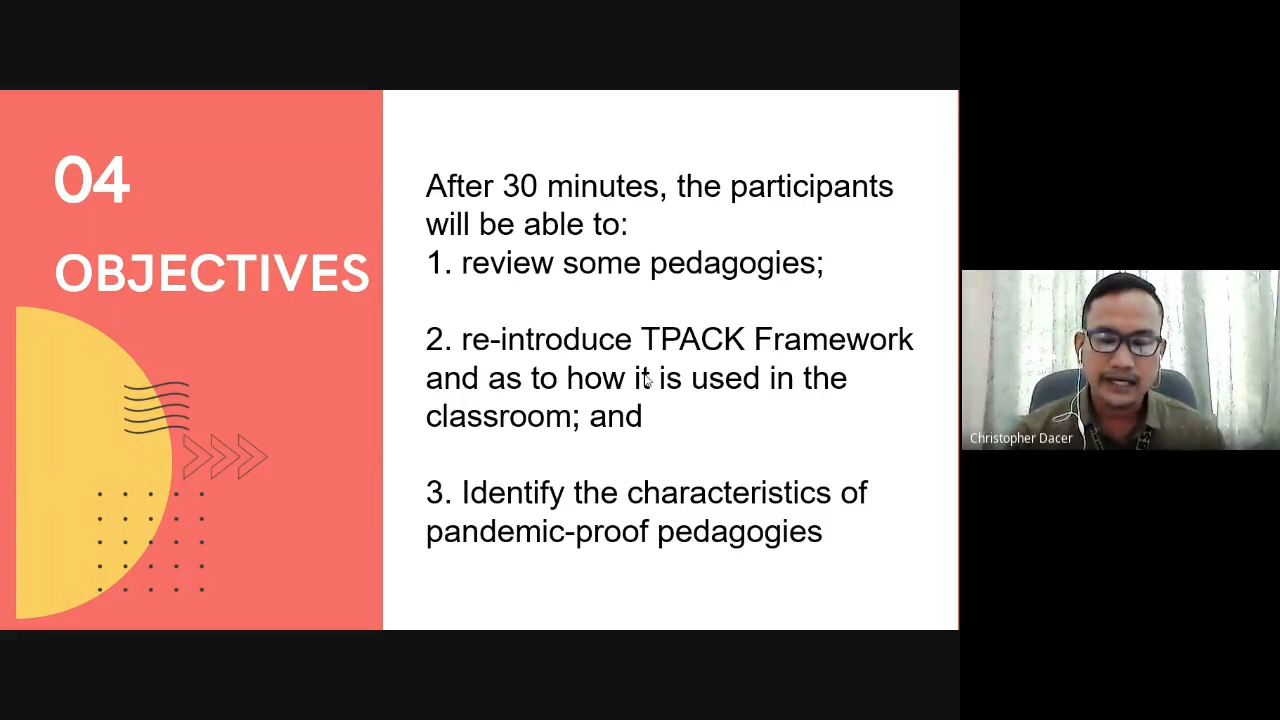 04
OBJECTIVES
After 30 minutes, the participants
will be able to:
1. review some pedagogies;
2. re-introduce TPACK Framework
and as to how it is used in the
classroom; and
3. Identify the characteristics of
pandemic-proof pedagogies
Christopher Dacer